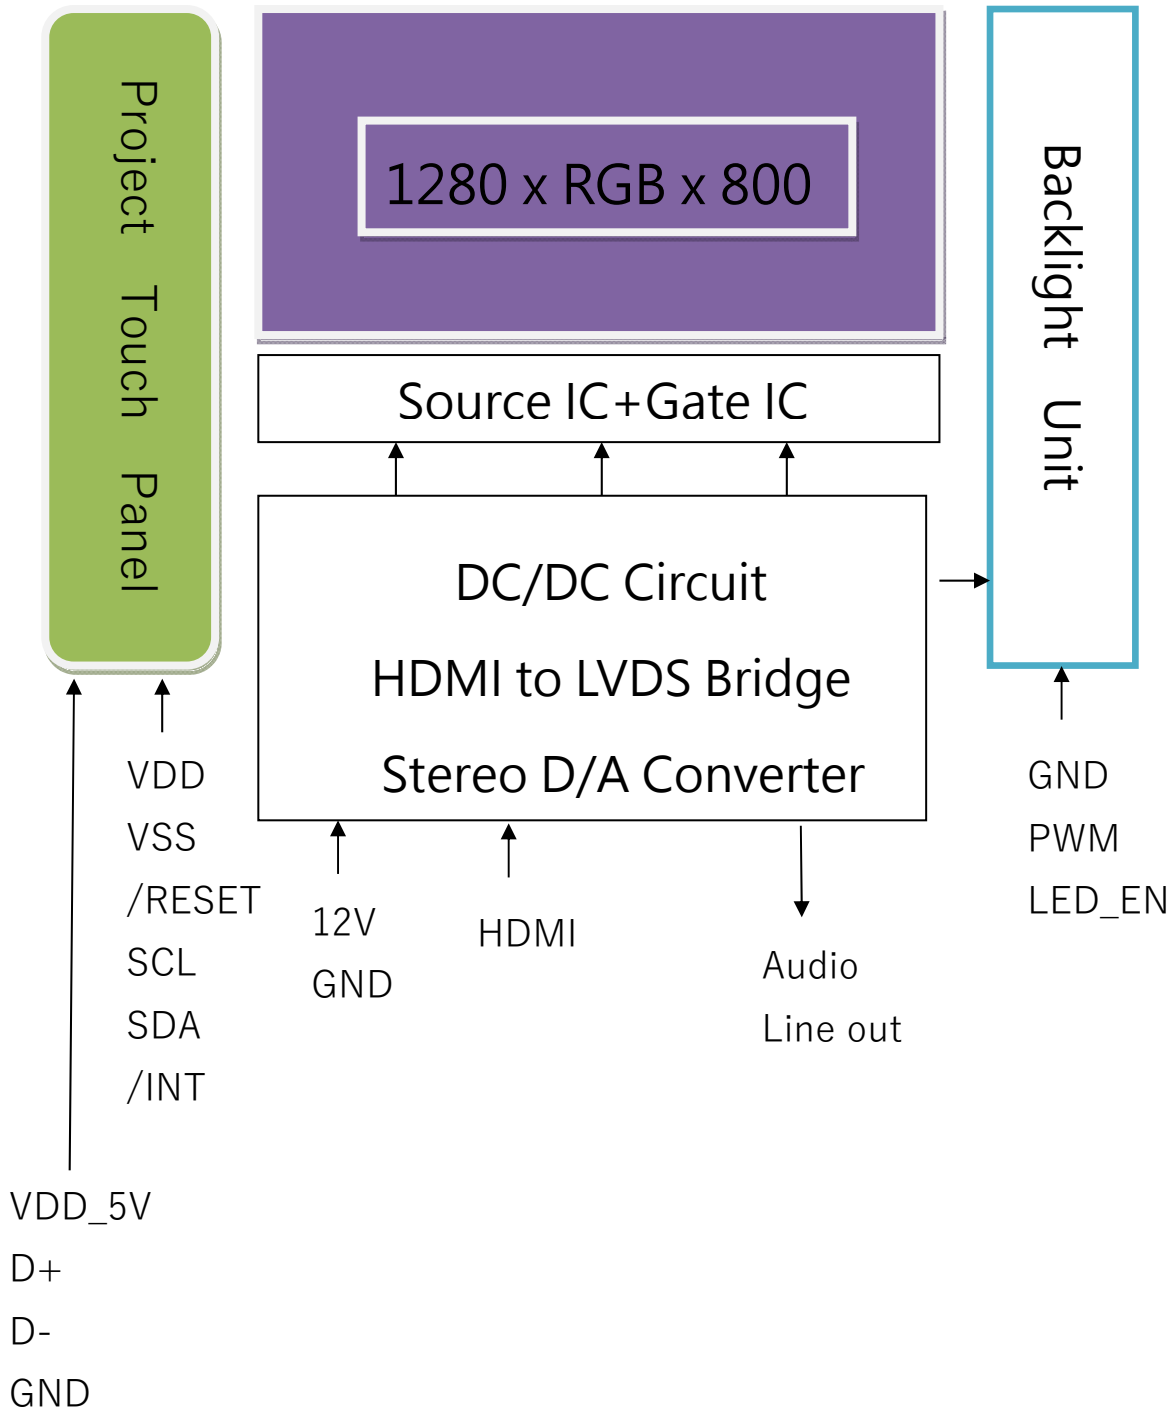 Project Touch Panel
1280 x RGB x 800
Backlight Unit
Source IC+Gate IC
DC/DC Circuit
HDMI to LVDS Bridge
Stereo D/A Converter
VDD
VSS
/RESET
SCL
SDA
/INT
12V
GND
HDMI
Audio
Line out
GND
PWM
LED_EN
VDD_5V
D+
D-
GND